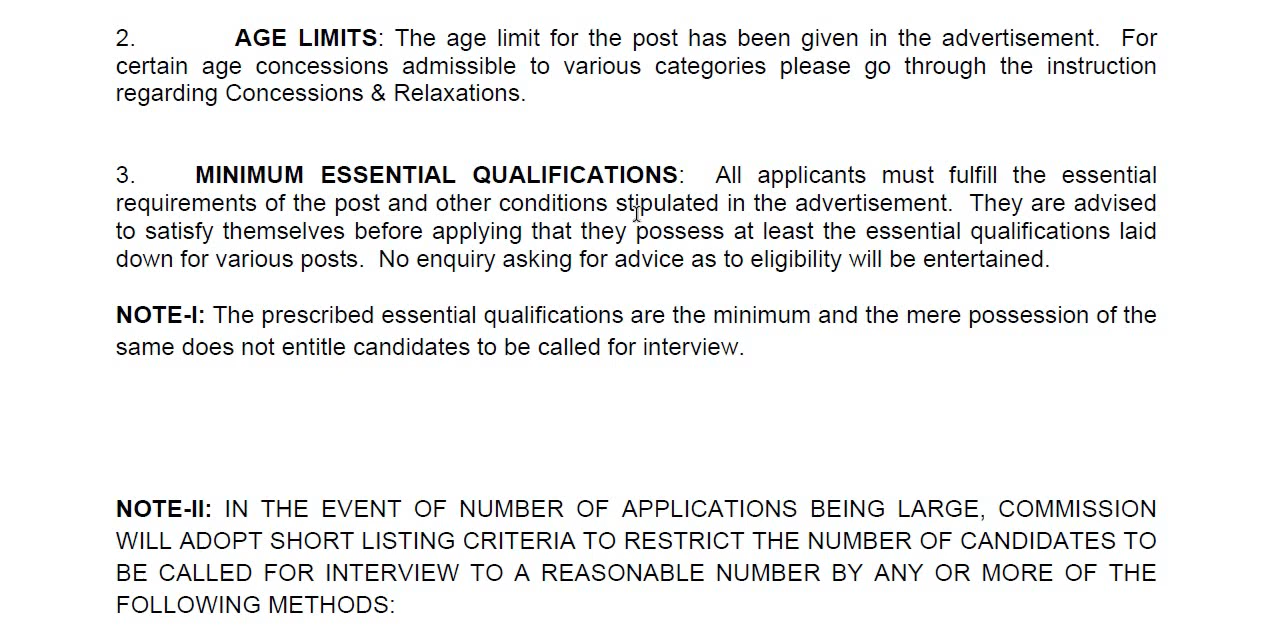 2. AGE LIMITS: The age limit for the post has been given in the advertisement. For
certain age concessions admissible to various categories please go through the instruction
regarding Concessions & Relaxations.
3. MINIMUM ESSENTIAL QUALIFICATIONS: All applicants must fulfill the essential
requirements of the post and other conditions stipulated in the advertisement. They are advised
to satisfy themselves before applying that they possess at least the essential qualifications laid
down for various posts. No enquiry asking for advice as to eligibility will be entertained.
NOTE-I: The prescribed essential qualifications are the minimum and the mere possession of the
same does not entitle candidates to be called for interview.
NOTE-II: IN THE EVENT OF NUMBER OF APPLICATIONS BEING LARGE, COMMISSION
WILL ADOPT SHORT LISTING CRITERIA TO RESTRICT THE NUMBER OF CANDIDATES TO
BE CALLED FOR INTERVIEW TO A REASONABLE NUMBER BY ANY OR MORE OF THE
FOLLOWING METHODS: